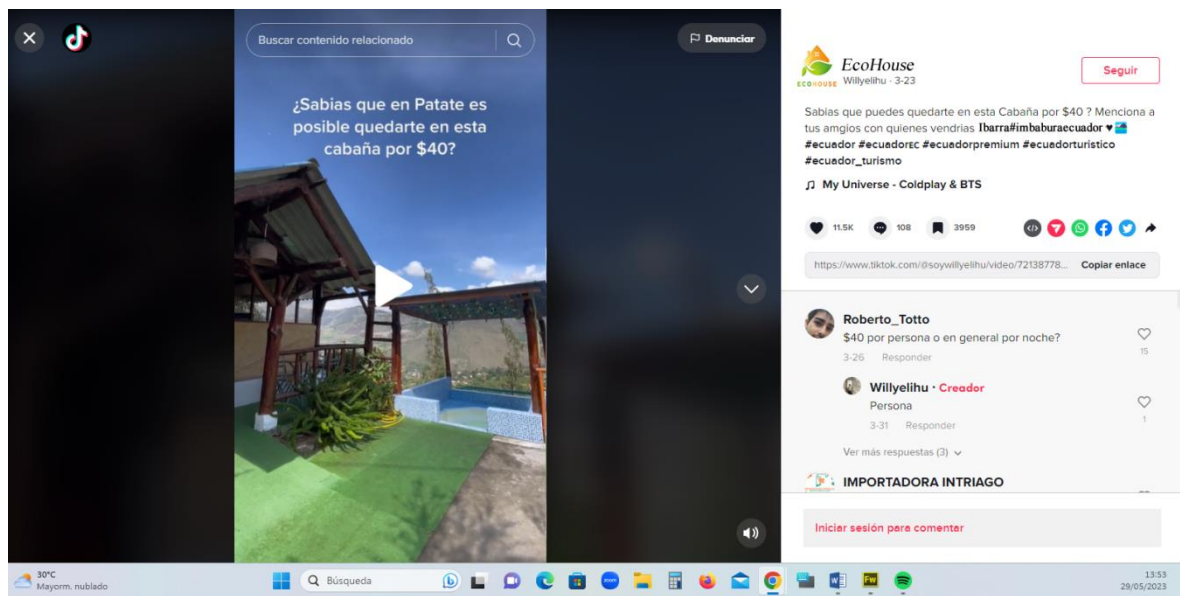 Buscar contenido relacionado
Denunciar
¿Sabias que en Patate es
posible quedarte en esta
cabaña por $40?
ECOHOUSE
EcoHouse
Willyelihu · 3-23
Seguir
Sabias que puedes quedarte en esta Cabaña por $40 ? Menciona a
tus amgios con quienes vendrias Ibarra#imbaburaecuador ♥
#ecuador #ecuadorEC #ecuadorpremium #ecuadorturistico
#ecuador_turismo
My Universe - Coldplay & BTS
11.5K
108
3959
https://www.tiktok.com/@soywillyelihu/video/72138778...
Copiar enlace
Roberto_Totto
$40 por persona o en general por noche?
3-26 Responder
15
Willyelihu · Creador
Persona
3-31 Responder
1
Ver más respuestas (3)
IMPORTADORA INTRIAGO
Iniciar sesión para comentar
30°C
Mayorm. nublado
Búsqueda
13:53
29/05/2023